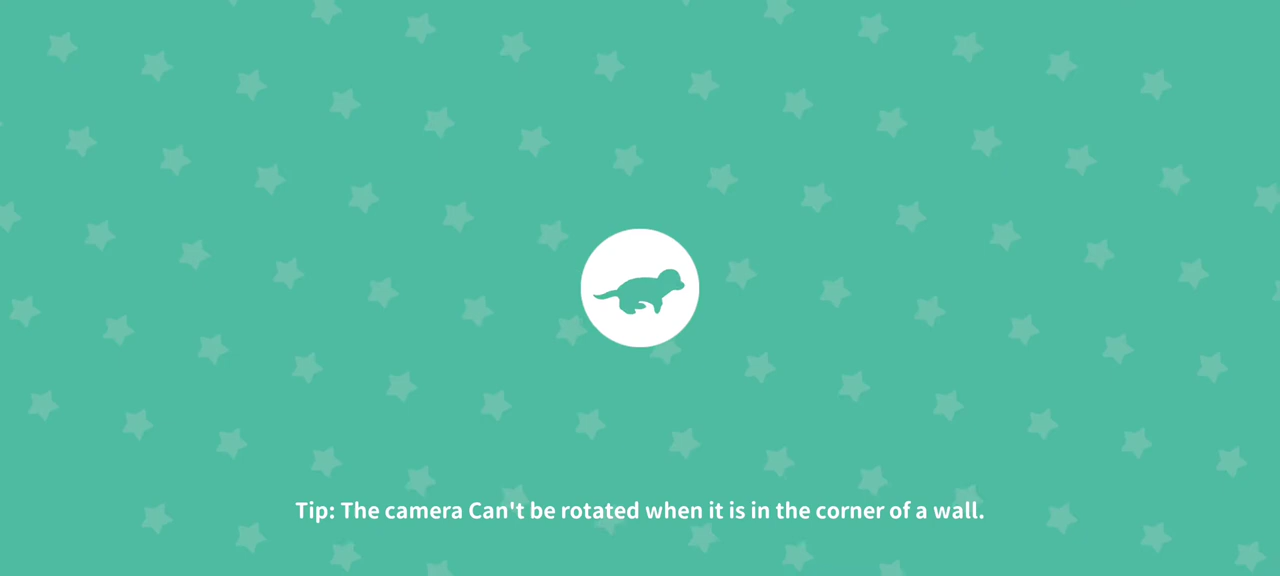 Tip: The camera Can't be rotated when it is in the corner of a wall.